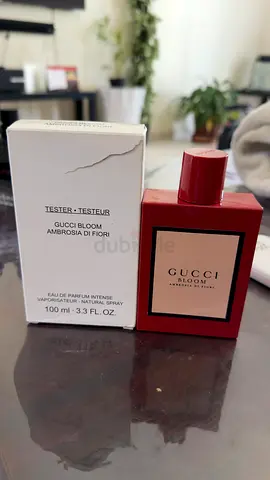 TESTER • TESTEUR
GUCCI BLOOM
AMBROSIA DI FIORI
EAU DE PARFUM INTENSE
VAPORISATEUR • NATURAL SPRAY
100 ml • 3.3 FL.OZ.
GUCCI
BLOOM
AMBROSIA DI FIORI
dubizzle